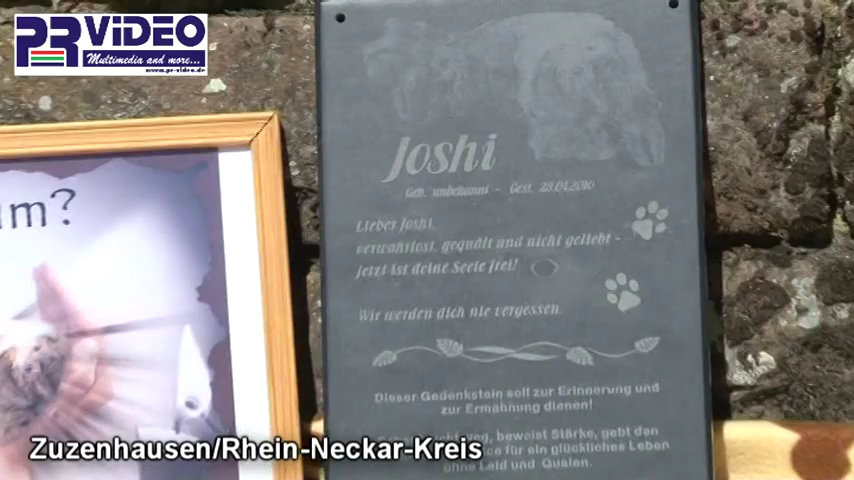 PR ViDEO
Multimedia and more...
www.pr-video.de
um?
Joshi
Geb. unbekannt - Gest. 28.04.2010
Lieber Joshi,
verwahrlost, gequält und nicht geliebt -
jetzt ist deine Seele frei!
Wir werden dich nie vergessen.
Dieser Gedenkstein soll zur Erinnerung und
zur Ermahnung dienen!
weg, beweist Stärke, gebt den
für ein glückliches Leben
ohne Leid und Qualen.
Zuzenhausen/Rhein-Neckar-Kreis